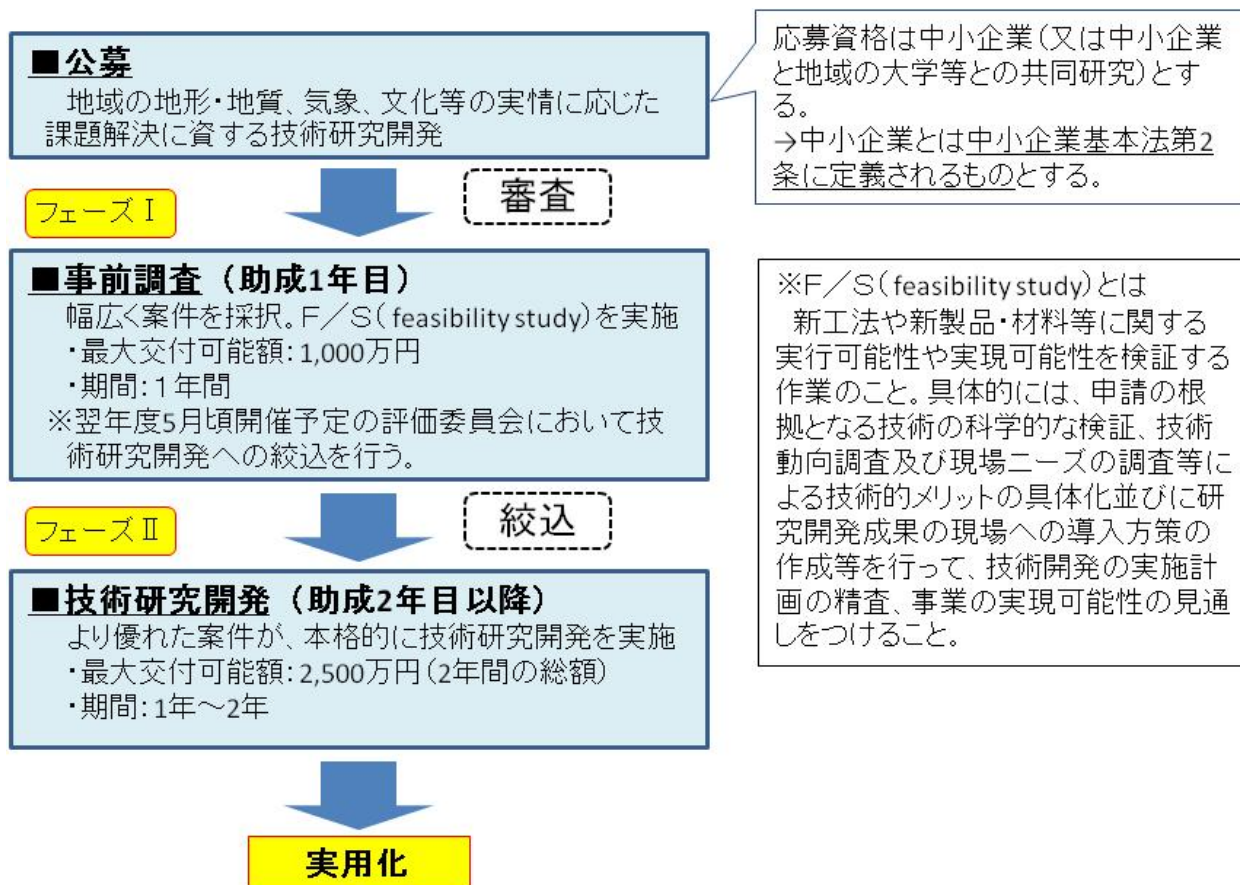 ■公募
地域の地形・地質、気象、文化等の実情に応じた
課題解決に資する技術研究開発
応募資格は中小企業(又は中小企業
と地域の大学等との共同研究)とす
る。
→中小企業とは中小企業基本法第2
条に定義されるものとする。
フェーズⅠ
審査
■事前調査(助成1年目)
幅広く案件を採択。F/S(feasibility study)を実施
・最大交付可能額:1,000万円
・期間:1年間
※翌年度5月頃開催予定の評価委員会において技
術研究開発への絞込を行う。
※F/S(feasibility study)とは
新工法や新製品・材料等に関する
実行可能性や実現可能性を検証する
作業のこと。具体的には、申請の根
拠となる技術の科学的な検証、技術
動向調査及び現場ニーズの調査等に
よる技術的メリットの具体化並びに研
究開発成果の現場への導入方策の
作成等を行って、技術開発の実施計
画の精査、事業の実現可能性の見通
しをつけること。
フェーズⅡ
絞込
■技術研究開発(助成2年目以降)
より優れた案件が、本格的に技術研究開発を実施
・最大交付可能額:2,500万円(2年間の総額)
・期間:1年~2年
実用化